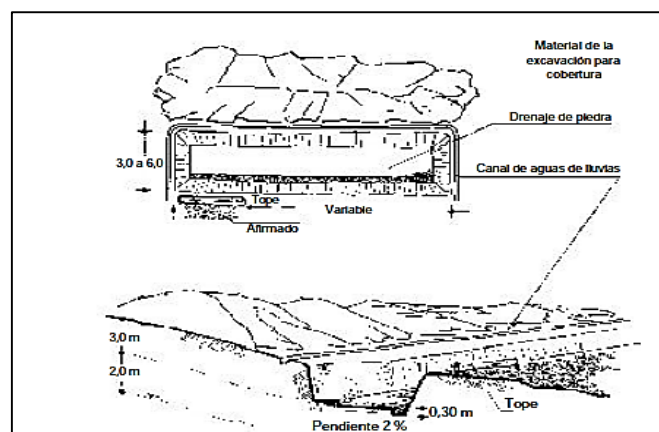 Material de la
excavación para
cobertura
Drenaje de piedra
3,0 a 6,0
Canal de aguas de lluvias
Tope
Variable
Afirmado
3,0 m
2,0 m
0,30 m
Tope
Pendiente 2 %